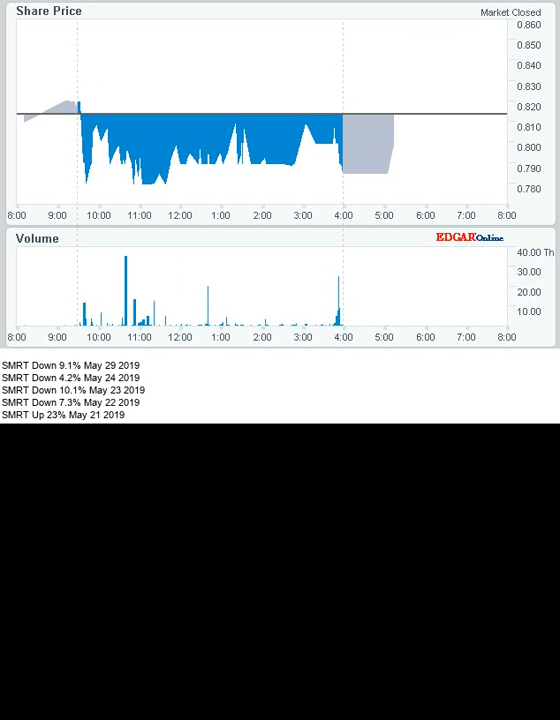 Share Price
Market Closed
0.860
0.850
0.840
0.830
0.820
0.810
0.800
0.790
0.780
8:00 9:00 10:00 11:00 12:00 1:00 2:00 3:00 4:00 5:00 6:00 7:00 8:00
Volume
EDGAROnline
40.00 Th
30.00
20.00
10.00
8:00 9:00 10:00 11:00 12:00 1:00 2:00 3:00 4:00 5:00 6:00 7:00 8:00
SMRT Down 9.1% May 29 2019
SMRT Down 4.2% May 24 2019
SMRT Down 10.1% May 23 2019
SMRT Down 7.3% May 22 2019
SMRT Up 23% May 21 2019